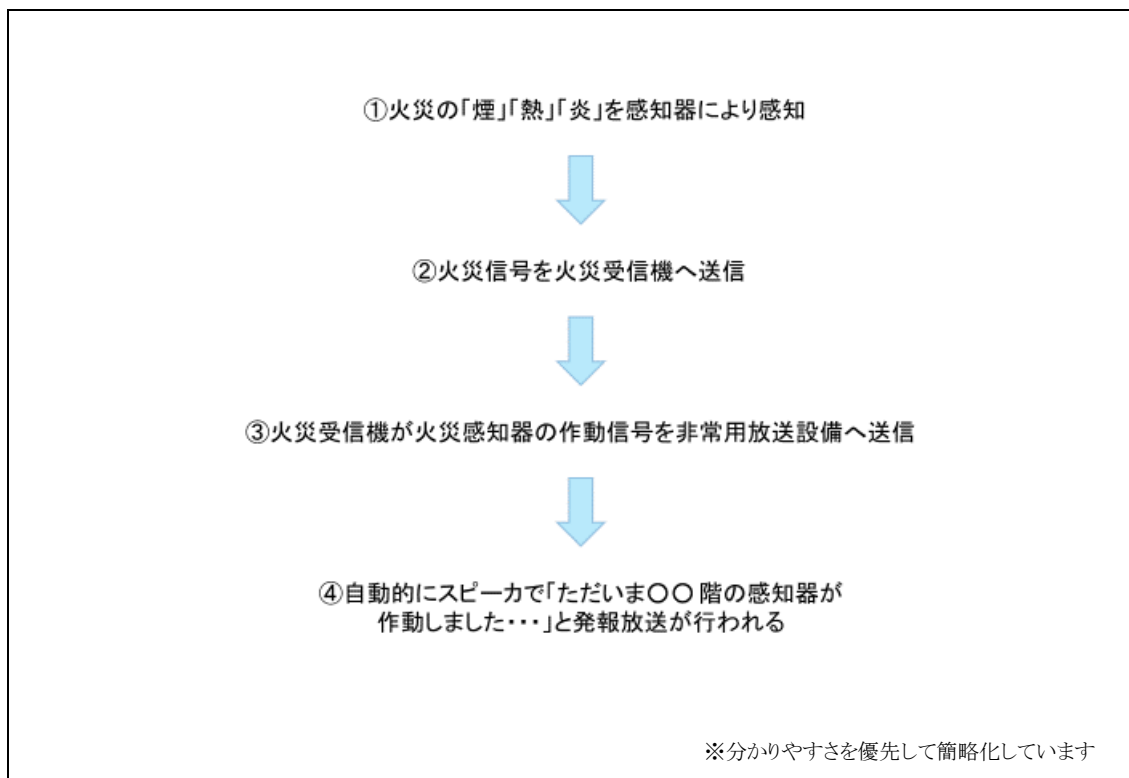 ①火災の「煙」「熱」「炎」を感知器により感知
②火災信号を火災受信機へ送信
③火災受信機が火災感知器の作動信号を非常用放送設備へ送信
④自動的にスピーカで「ただいま〇〇階の感知器が
作動しました・・・」と発報放送が行われる
※分かりやすさを優先して簡略化しています